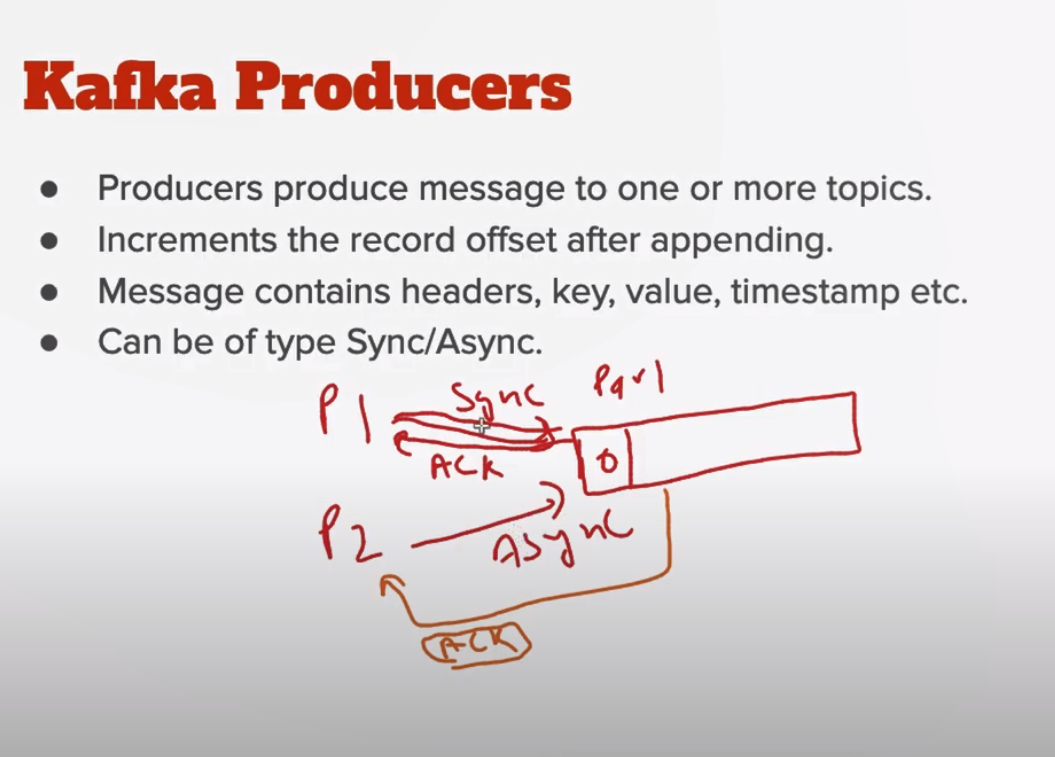 Kafka Producers
● Producers produce message to one or more topics.
● Increments the record offset after appending.
● Message contains headers, key, value, timestamp etc.
● Can be of type Sync/Async.
P1 Sync Par1
ACK 0
P2 Async
ACK